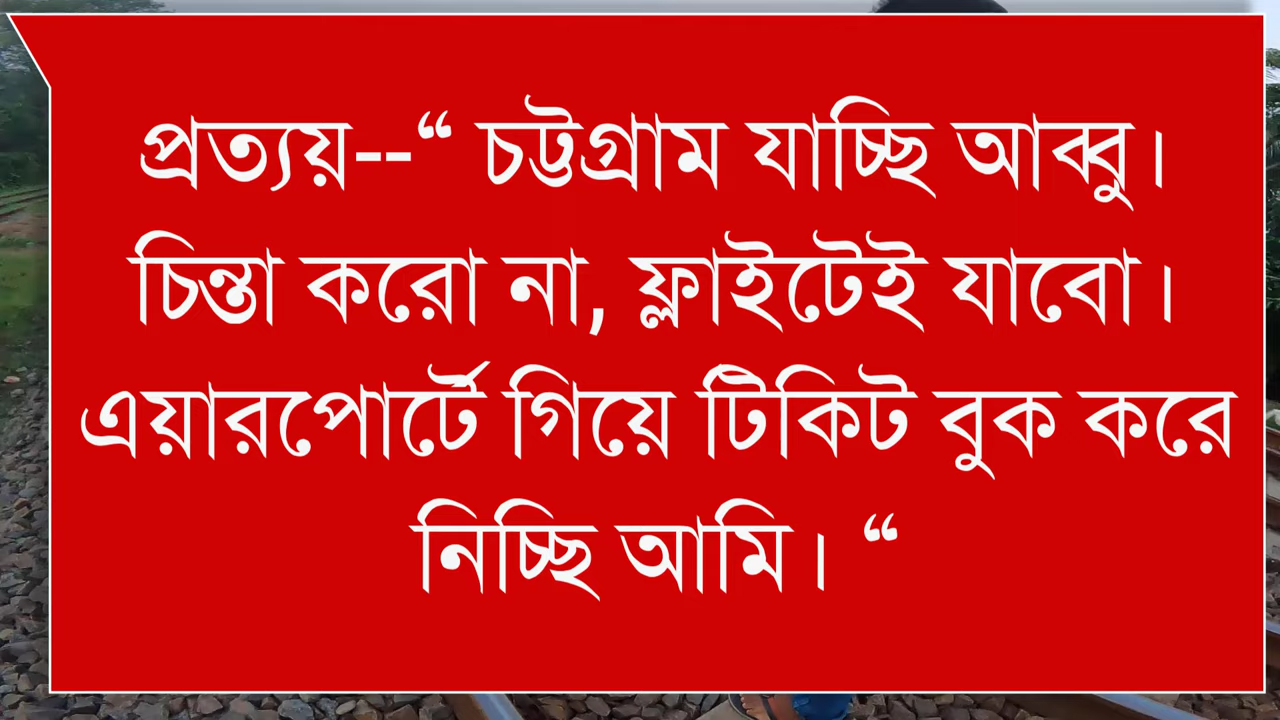 প্রত্যয়--“ চট্টগ্রাম যাচ্ছি আব্বু।
চিন্তা করো না, ফ্লাইটেই যাবো।
এয়ারপোর্টে গিয়ে টিকিট বুক করে
নিচ্ছি আমি। “